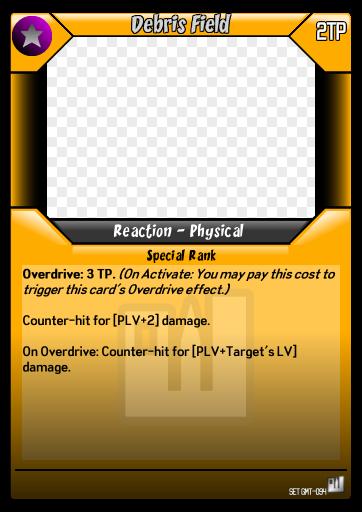 Debris Field
2TP
Reaction - Physical
Special Rank
Overdrive: 3 TP. (On Activate: You may pay this cost to
trigger this card's Overdrive effect.)
Counter-hit for [PLV+2] damage.
On Overdrive: Counter-hit for [PLV+Target's LV]
damage.
SET GMT-094